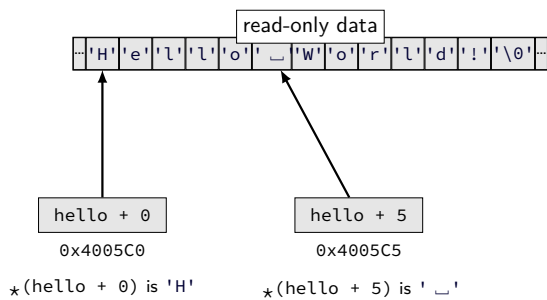 read-only data
... 'H' 'e' 'l' 'l' 'o' '␣' 'W' 'o' 'r' 'l' 'd' '!' '\0' ...
hello + 0 hello + 5
0x4005C0 0x4005C5
*(hello + 0) is 'H' *(hello + 5) is '␣'